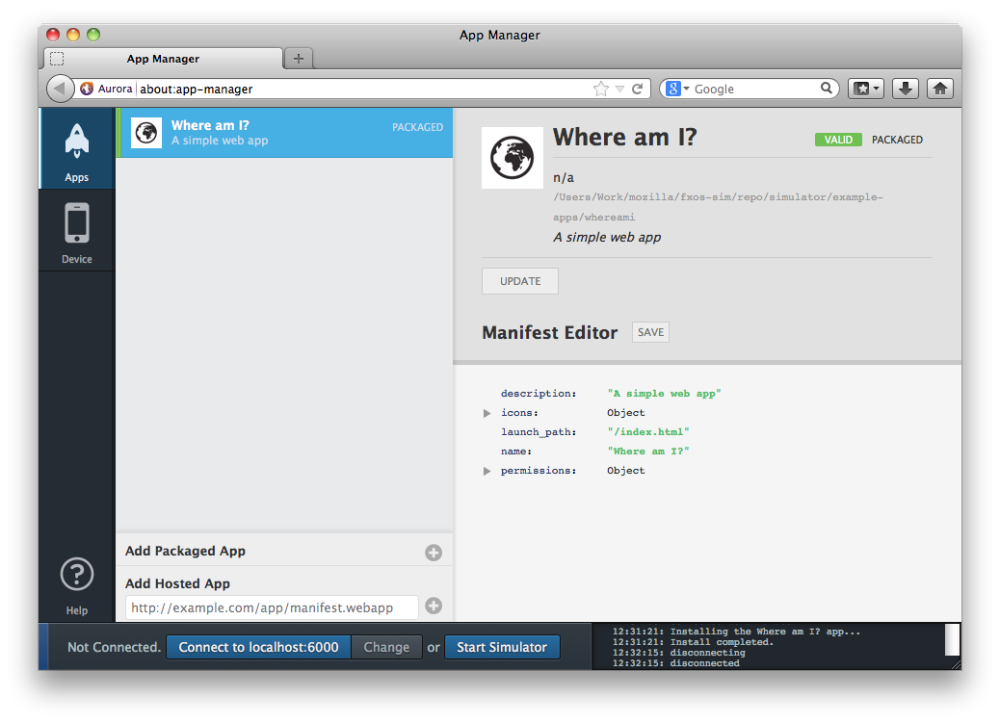 App Manager
App Manager
Aurora about:app-manager
Google
Apps
Device
Help
Where am I?
PACKAGED
A simple web app
Add Packaged App
Add Hosted App
http://example.com/app/manifest.webapp
Where am I?
VALID PACKAGED
n/a
/Users/Work/mozilla/fxos-sim/repo/simulator/example-
apps/whereami
A simple web app
UPDATE
Manifest Editor SAVE
description: "A simple web app"
icons: Object
launch_path: "/index.html"
name: "Where am I?"
permissions: Object
Not Connected. Connect to localhost:6000 Change or Start Simulator
12:31:21: Installing the Where am I? app...
12:31:21: Install completed.
12:32:15: disconnecting
12:32:15: disconnected